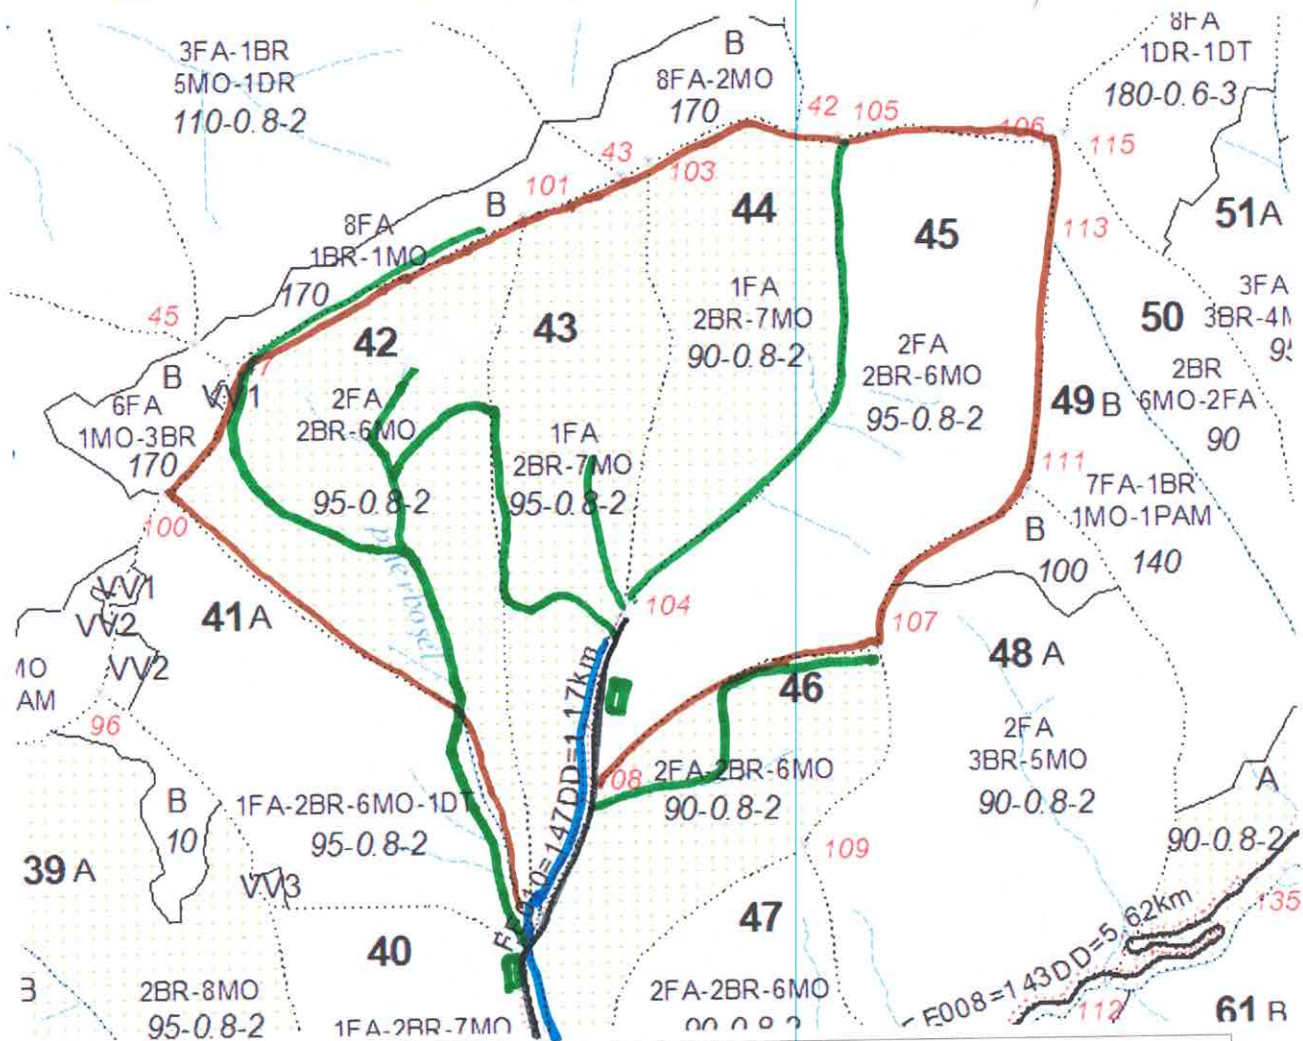 B
8FA-2MO
170
3FA-1BR
5MO-1DR
110-0.8-2
8FA
1DR-1DT
180-0.6-3
42
105
106
115
43
103
101
B
44
45
51A
113
8FA
1BR-1MO
170
45
42
43
1FA
2BR-7MO
90-0.8-2
2FA
2BR-6MO
95-0.8-2
50
3FA
2BR
6MO-2FA
90
49 B
B
VV1
6FA
1MO-3BR
170
2FA
2BR-6MO
95-0.8-2
1FA
2BR-7MO
95-0.8-2
111
7FA-1BR
1MO-1PAM
140
B
100
100
104
107
VV1
VV2
VV2
41A
48 A
AM
96
46
2FA
3BR-5MO
90-0.8-2
2FA-2BR-6MO
90-0.8-2
A
90-0.8-2
B
10
1FA-2BR-6MO-1DT
95-0.8-2
109
39 A
VV3
135
47
40
B
2BR-8MO
95-0.8-2
1FA-2BR-7MO
2FA-2BR-6MO
90-0.8-2
F008=143DD=5,62km
112
61 B